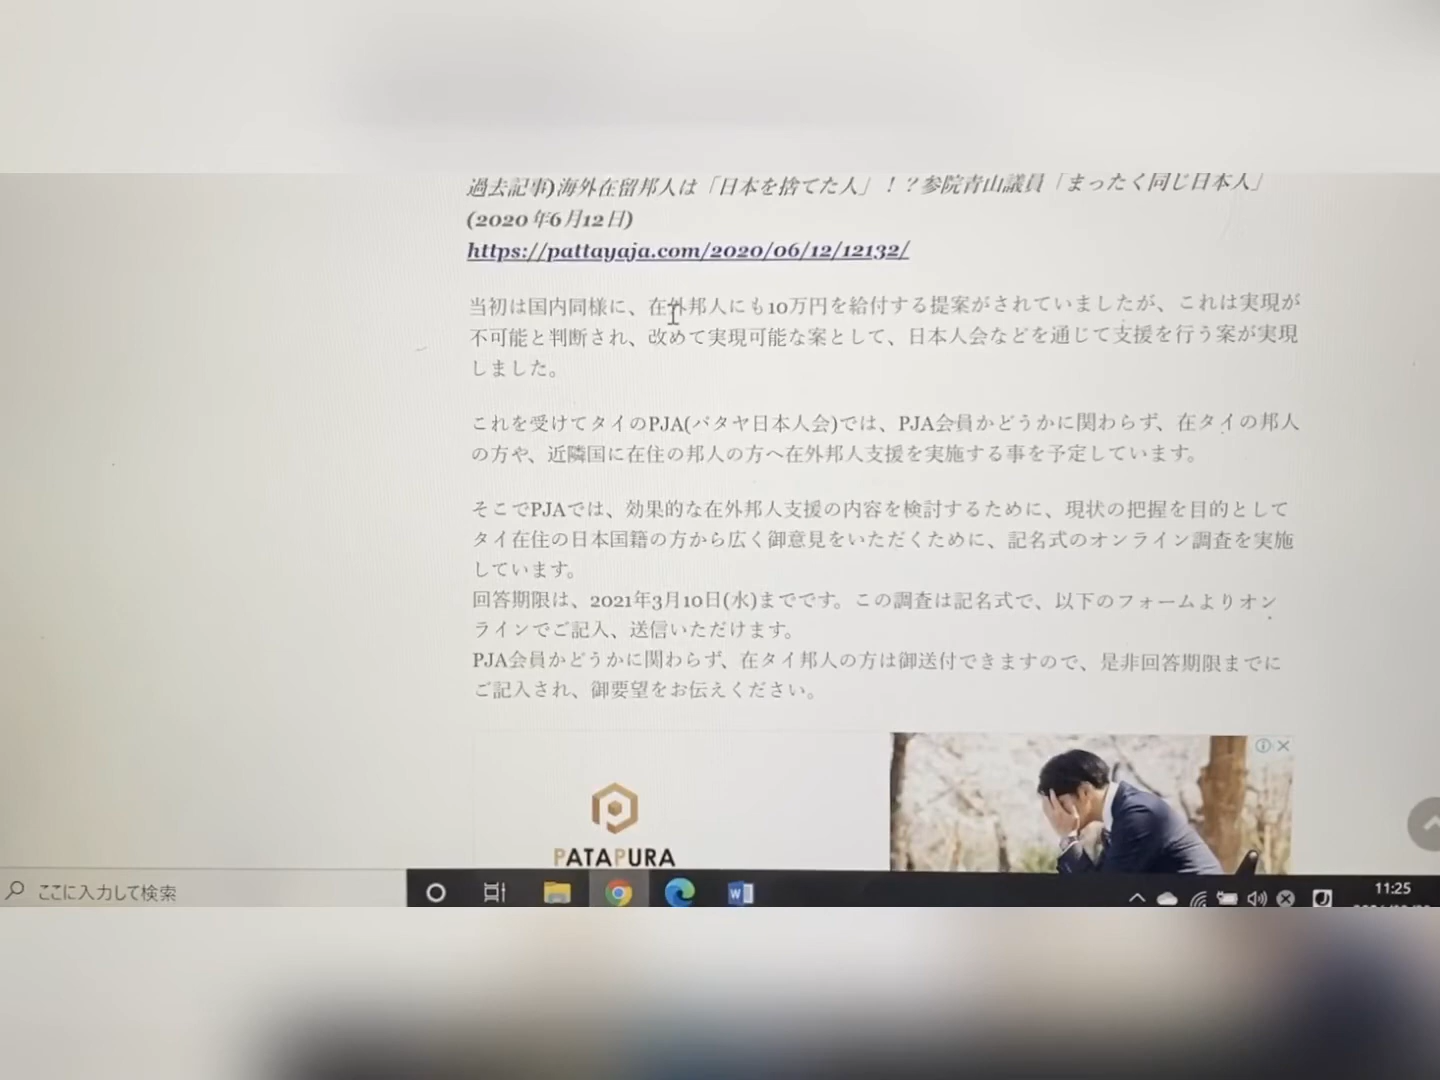 過去記事)海外在留邦人は「日本を捨てた人」！？参院青山議員「まったく同じ日本人」
(2020年6月12日)
https://pattayaja.com/2020/06/12/12132/
当初は国内同様に、在外邦人にも10万円を給付する提案がされていましたが、これは実現が
不可能と判断され、改めて実現可能な案として、日本人会などを通じて支援を行う案が実現
しました。
これを受けてタイのPJA(パタヤ日本人会)では、PJA会員かどうかに関わらず、在タイの邦人
の方や、近隣国に在住の邦人の方へ在外邦人支援を実施する事を予定しています。
そこでPJAでは、効果的な在外邦人支援の内容を検討するために、現状の把握を目的として
タイ在住の日本国籍の方から広く御意見をいただくために、記名式のオンライン調査を実施
しています。
回答期限は、2021年3月10日(水)までです。この調査は記名式で、以下のフォームよりオン
ラインでご記入、送信いただけます。
PJA会員かどうかに関わらず、在タイ邦人の方は御送付できますので、是非回答期限までに
ご記入され、御要望をお伝えください。
PATAPURA
ここに入力して検索
11:25